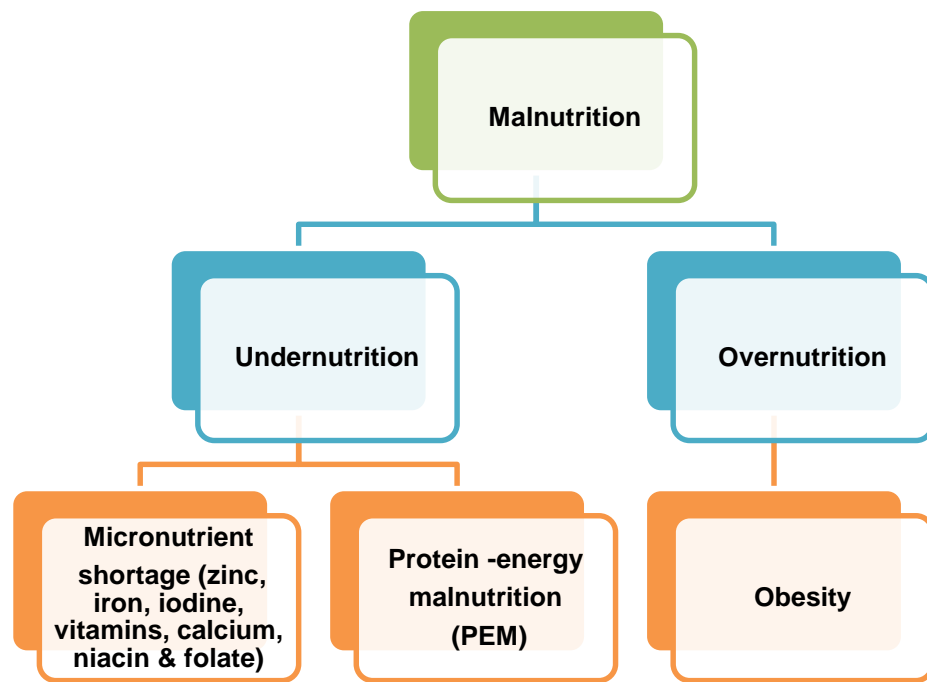 Malnutrition
Undernutrition
Overnutrition
Micronutrient
shortage (zinc,
iron, iodine,
vitamins, calcium,
niacin & folate)
Protein -energy
malnutrition
(PEM)
Obesity